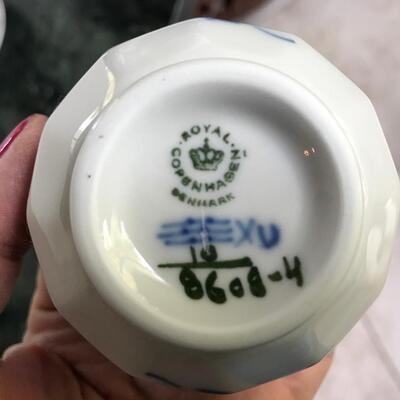 ROYAL
COPENHAGEN
DENMARK
XU
10
8608-4